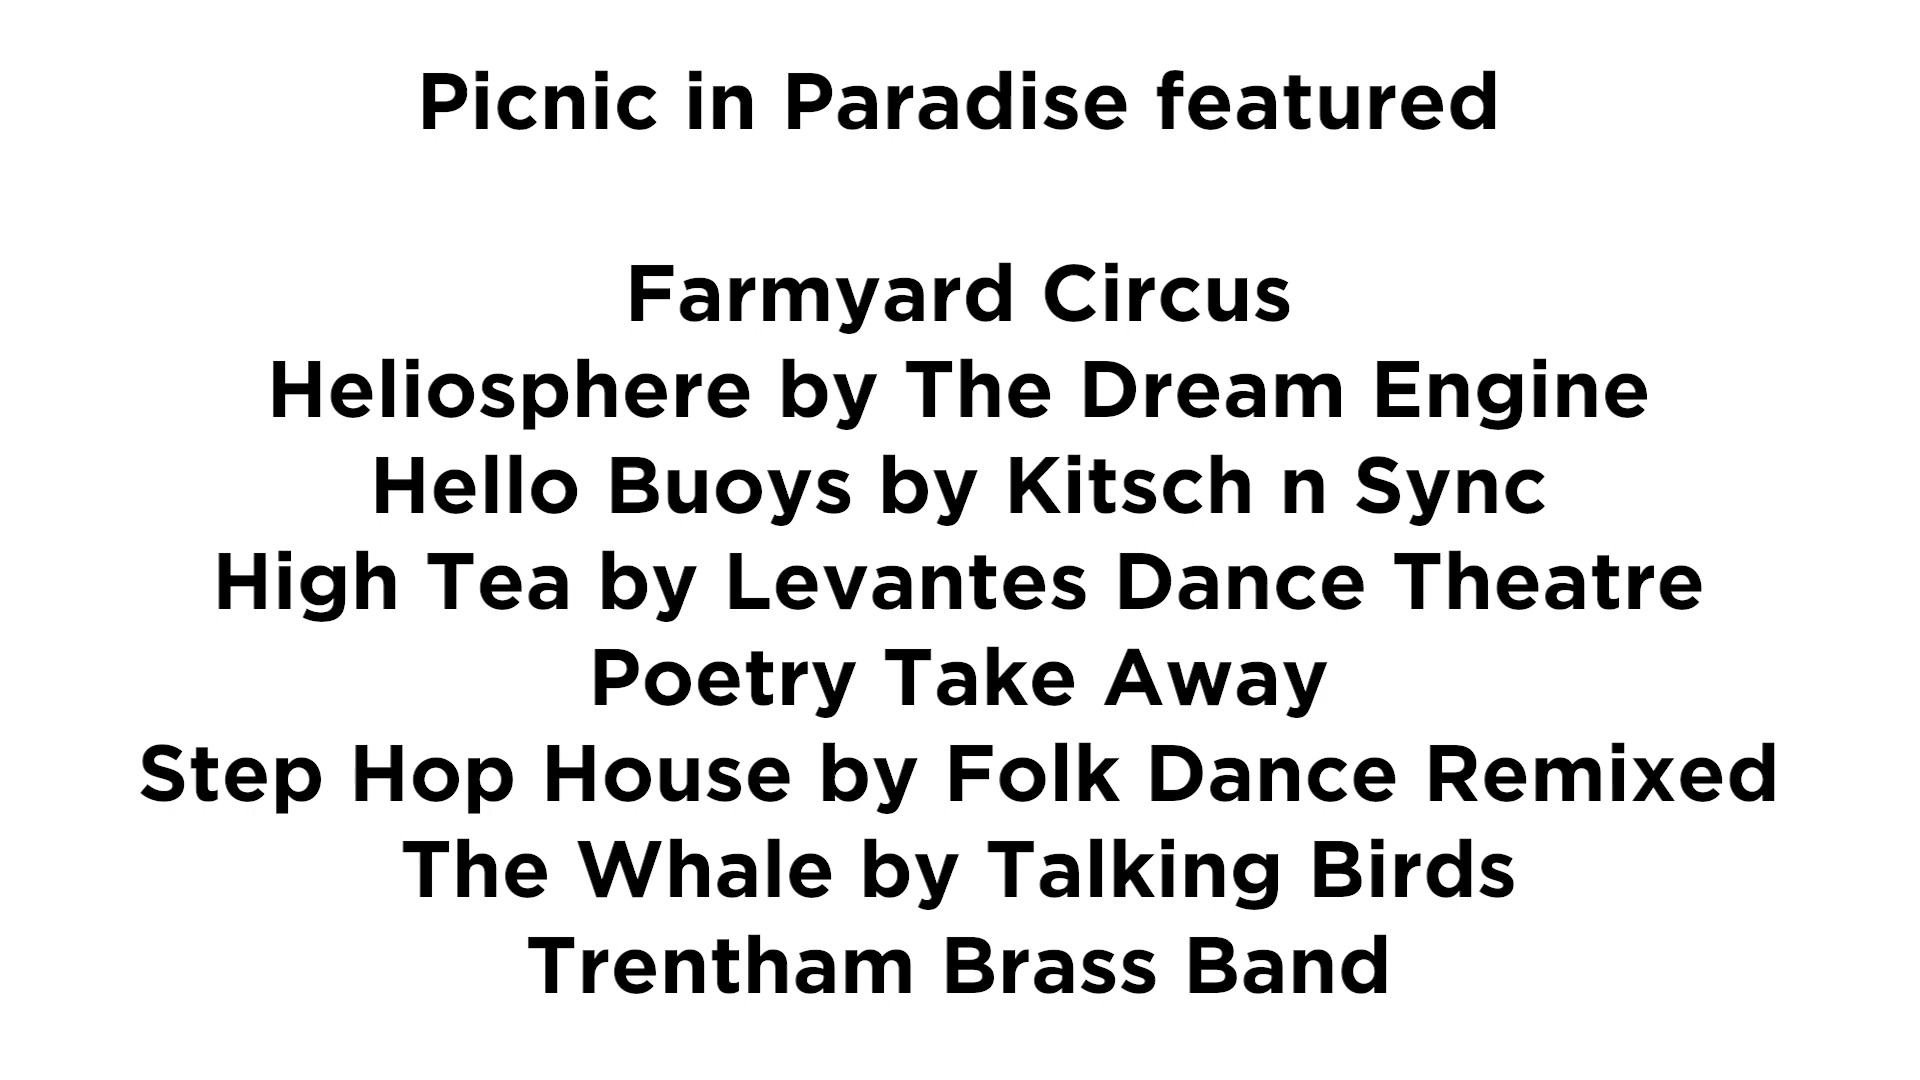 Picnic in Paradise featured
Farmyard Circus
Heliosphere by The Dream Engine
Hello Buoys by Kitsch n Sync
High Tea by Levantes Dance Theatre
Poetry Take Away
Step Hop House by Folk Dance Remixed
The Whale by Talking Birds
Trentham Brass Band